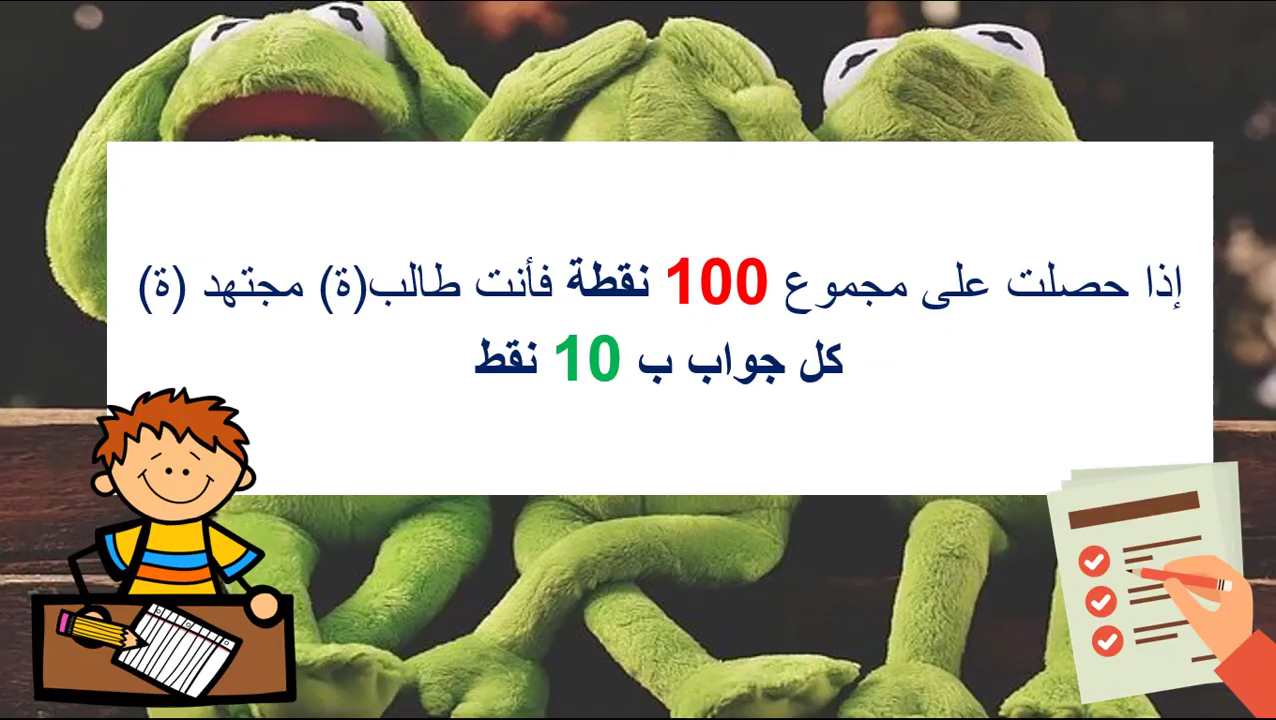 إذا حصلت على مجموع 100 نقطة فأنت طالب(ة) مجتهد (ة)
كل جواب ب 10 نقط